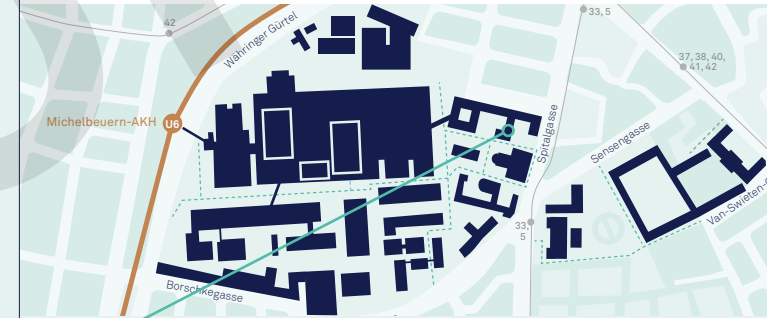 42
33, 5
Währinger Gürtel
37, 38, 40,
41, 42
Michelbeuern-AKH U6
Spitalgasse
Sensengasse
Van-Swieten-G
33,
5
Borschkegasse